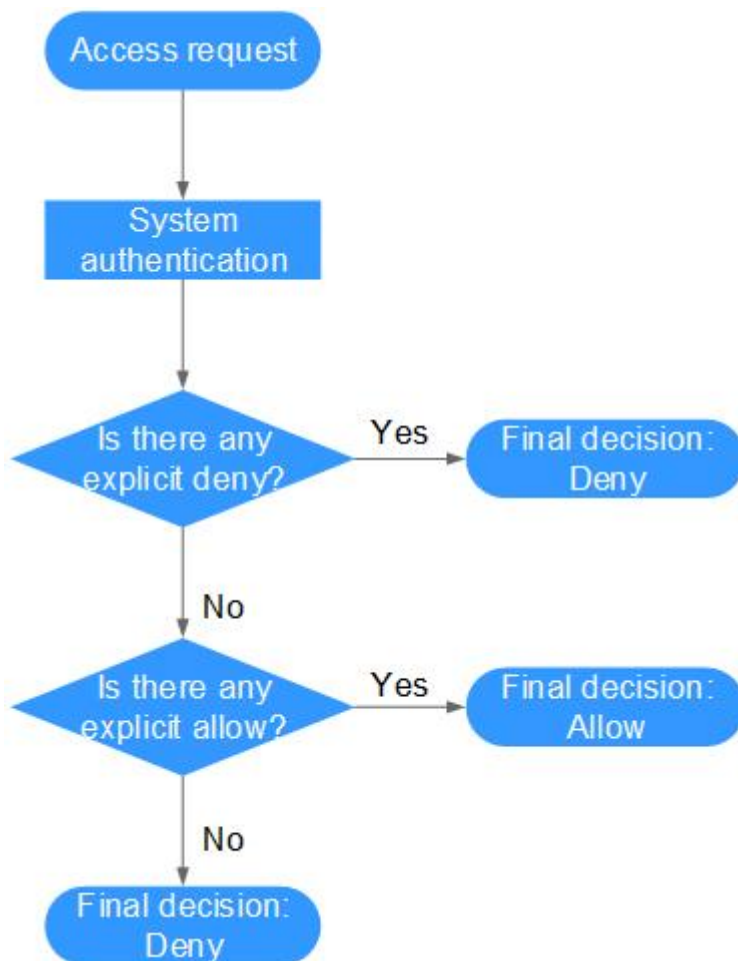 Access request
System
authentication
Is there any
explicit deny?
Yes
Final decision:
Deny
No
Is there any
explicit allow?
Yes
Final decision:
Allow
No
Final decision:
Deny